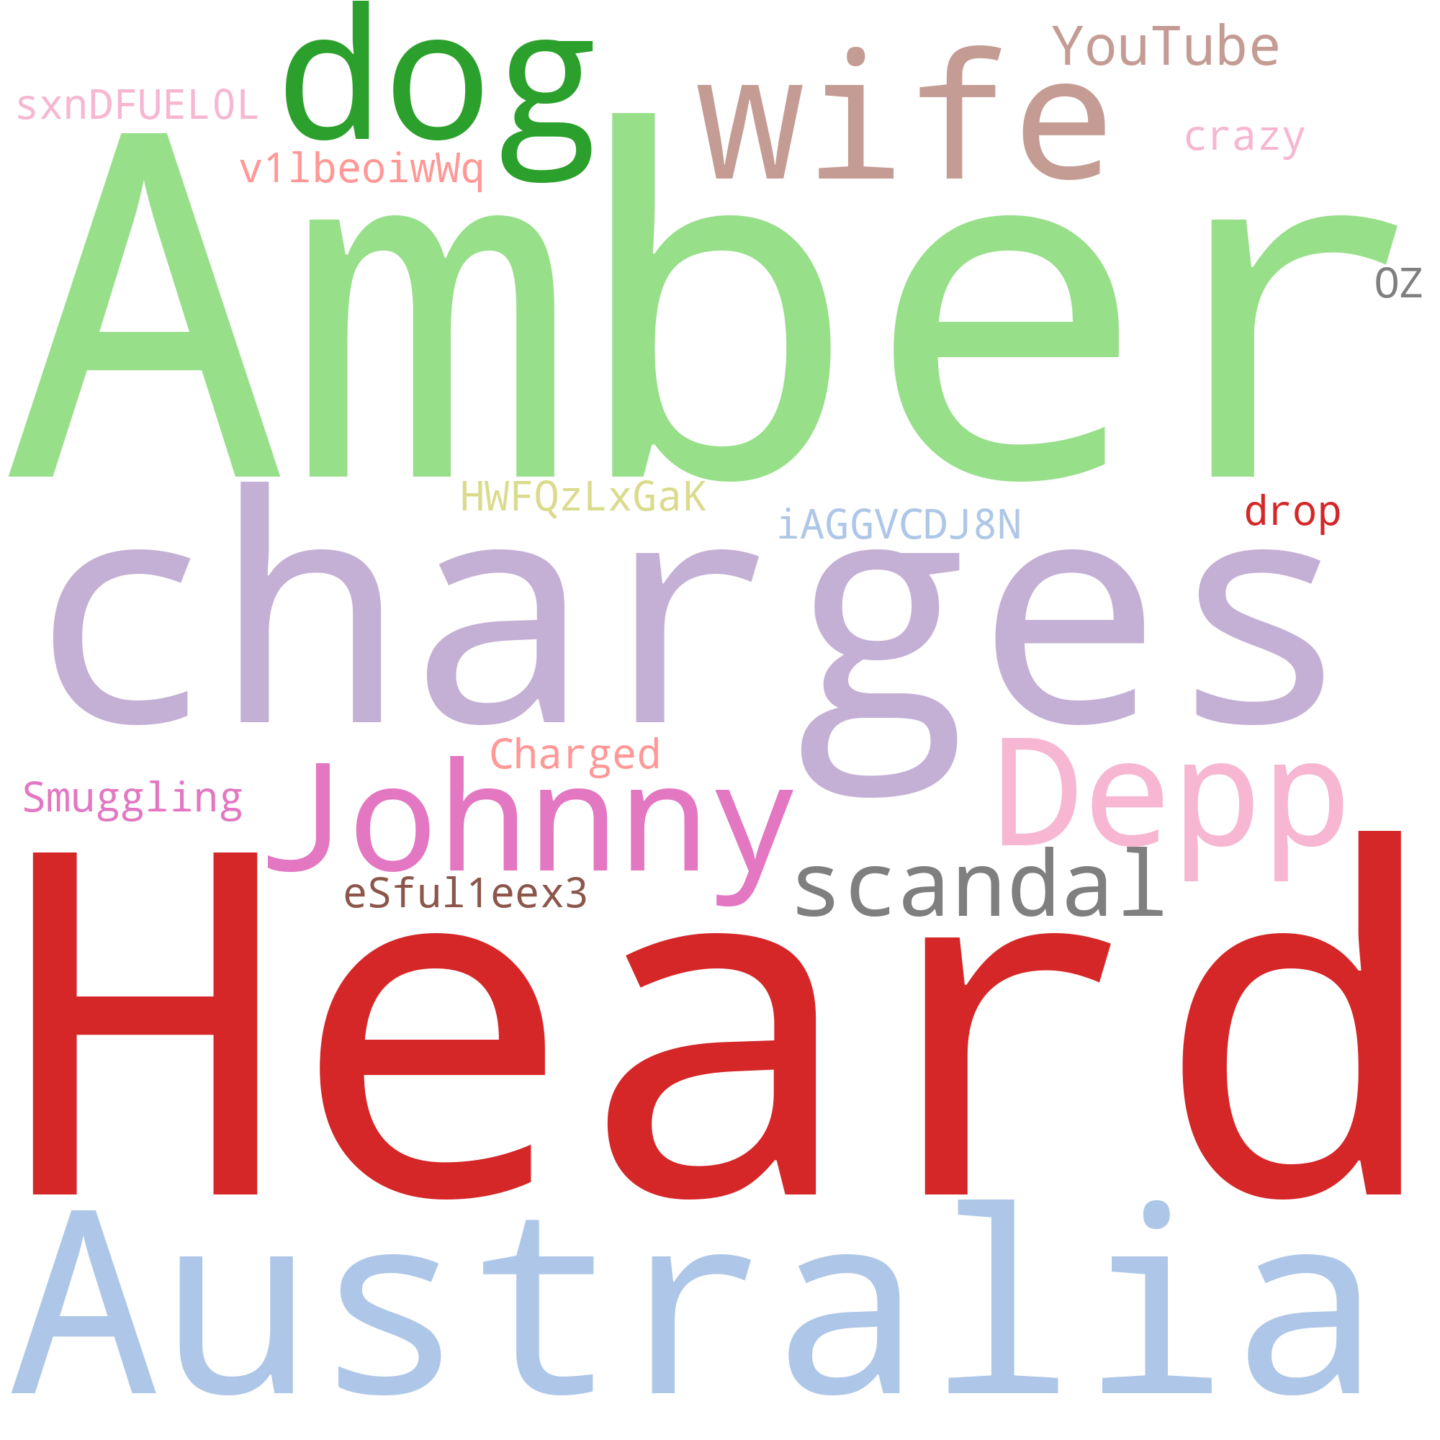 dog
wife
YouTube
sxnDFUEL0L
crazy
v1lbeoiwWq
Amber
OZ
HWFQzLxGaK
iAGGVCDJ8N
drop
charges
Charged
Depp
Smuggling
Johnny
scandal
eSful1eex3
Heard
Australia